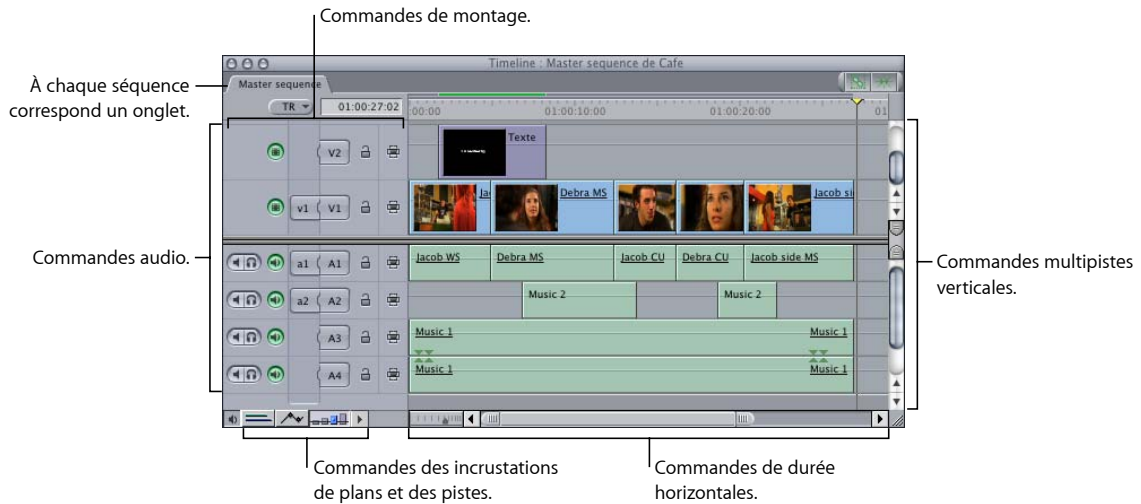 Commandes de montage.
À chaque séquence
correspond un onglet.
Timeline : Master sequence de Cafe
Master sequence
TR
01:00:27:02
:00:00
01:00:10:00
01:00:20:00
01
V2
Texte
v1
V1
Ja
Debra MS
Jacob si
Commandes audio.
a1
A1
Jacob WS
Debra MS
Jacob CU
Debra CU
Jacob side MS
Commandes multipistes
verticales.
a2
A2
Music 2
Music 2
A3
Music 1
Music 1
A4
Music 1
Music 1
Commandes des incrustations
de plans et des pistes.
Commandes de durée
horizontales.